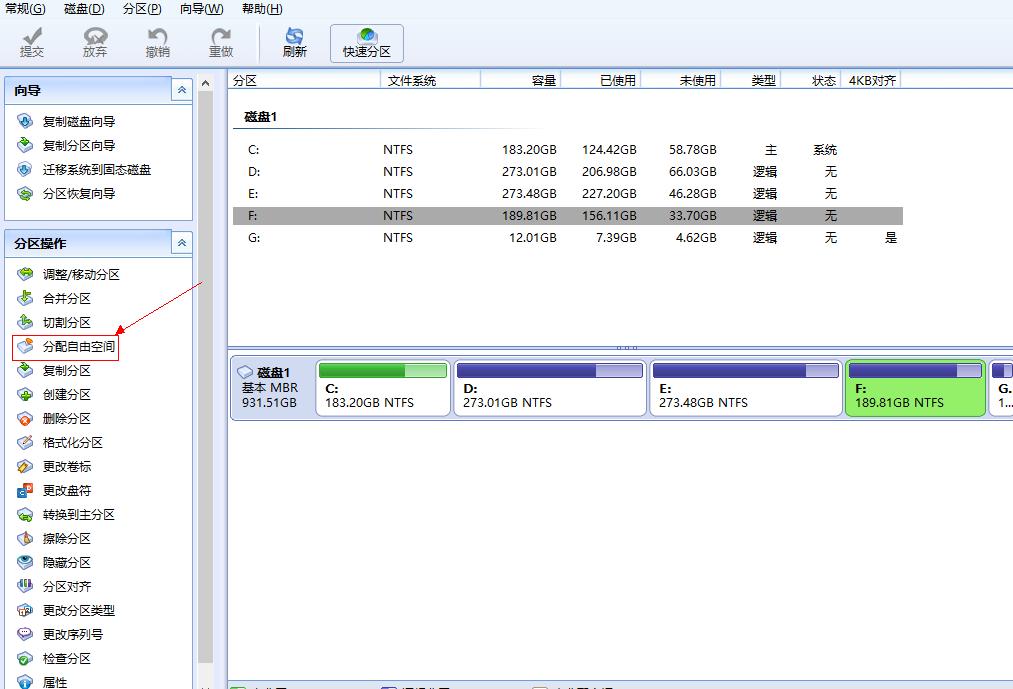 常规(G) 磁盘(D) 分区(P) 向导(W) 帮助(H)
提交 放弃 撤销 重做 刷新 快速分区
向导
复制磁盘向导
复制分区向导
迁移系统到固态磁盘
分区恢复向导
分区操作
调整/移动分区
合并分区
切割分区
分配自由空间
复制分区
创建分区
删除分区
格式化分区
更改卷标
更改盘符
转换到主分区
擦除分区
隐藏分区
分区对齐
更改分区类型
更改序列号
检查分区
属性
分区 文件系统 容量 已使用 未使用 类型 状态 4KB对齐
磁盘1
C: NTFS 183.20GB 124.42GB 58.78GB 主 系统
D: NTFS 273.01GB 206.98GB 66.03GB 逻辑 无
E: NTFS 273.48GB 227.20GB 46.28GB 逻辑 无
F: NTFS 189.81GB 156.11GB 33.70GB 逻辑 无
G: NTFS 12.01GB 7.39GB 4.62GB 逻辑 无 是
磁盘1
基本 MBR
931.51GB
C:
183.20GB NTFS
D:
273.01GB NTFS
E:
273.48GB NTFS
F:
189.81GB NTFS
G.
1...